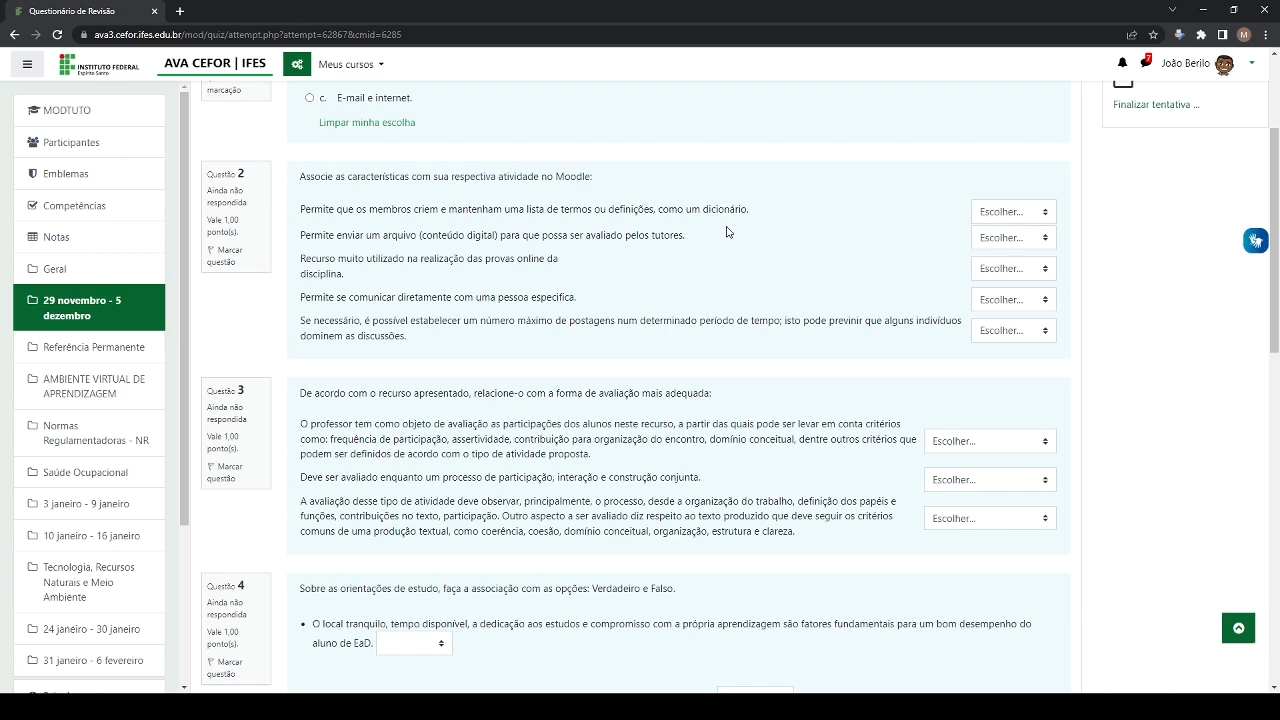 Questionário de Revisão
ava3.cefor.ifes.edu.br/mod/quiz/attempt.php?attempt=62867&cmid=6285
M
INSTITUTO FEDERAL
Espírito Santo
AVA CEFOR | IFES
Meus cursos
7
João Berilo
MODTUTO
Participantes
Emblemas
Competências
Notas
Geral
29 novembro - 5
dezembro
Referência Permanente
AMBIENTE VIRTUAL DE
APRENDIZAGEM
Normas
Regulamentadoras - NR
Saúde Ocupacional
3 janeiro - 9 janeiro
10 janeiro - 16 janeiro
Tecnologia, Recursos
Naturais e Meio
Ambiente
24 janeiro - 30 janeiro
31 janeiro - 6 fevereiro
marcação
c. E-mail e internet.
Limpar minha escolha
Finalizar tentativa ...
Questão 2
Ainda não
respondida
Vale 1,00
ponto(s).
Marcar
questão
Associe as características com sua respectiva atividade no Moodle:
Permite que os membros criem e mantenham uma lista de termos ou definições, como um dicionário.
Escolher...
Permite enviar um arquivo (conteúdo digital) para que possa ser avaliado pelos tutores.
Escolher...
Recurso muito utilizado na realização das provas online da
disciplina.
Escolher...
Permite se comunicar diretamente com uma pessoa específica.
Escolher...
Se necessário, é possível estabelecer um número máximo de postagens num determinado período de tempo; isto pode prevenir que alguns indivíduos
dominem as discussões.
Escolher...
Questão 3
Ainda não
respondida
Vale 1,00
ponto(s).
Marcar
questão
De acordo com o recurso apresentado, relacione-o com a forma de avaliação mais adequada:
O professor tem como objeto de avaliação as participações dos alunos neste recurso, a partir das quais pode ser levar em conta critérios
como: frequência de participação, assertividade, contribuição para organização do encontro, domínio conceitual, dentre outros critérios que
podem ser definidos de acordo com o tipo de atividade proposta.
Escolher...
Deve ser avaliado enquanto um processo de participação, interação e construção conjunta.
Escolher...
A avaliação desse tipo de atividade deve observar, principalmente, o processo, desde a organização do trabalho, definição dos papéis e
funções, contribuições no texto, participação. Outro aspecto a ser avaliado diz respeito ao texto produzido que deve seguir os critérios
comuns de uma produção textual, como coerência, coesão, domínio conceitual, organização, estrutura e clareza.
Escolher...
Questão 4
Ainda não
respondida
Vale 1,00
ponto(s).
Marcar
questão
Sobre as orientações de estudo, faça a associação com as opções: Verdadeiro e Falso.
• O local tranquilo, tempo disponível, a dedicação aos estudos e compromisso com a própria aprendizagem são fatores fundamentais para um bom desempenho do
aluno de EaD.